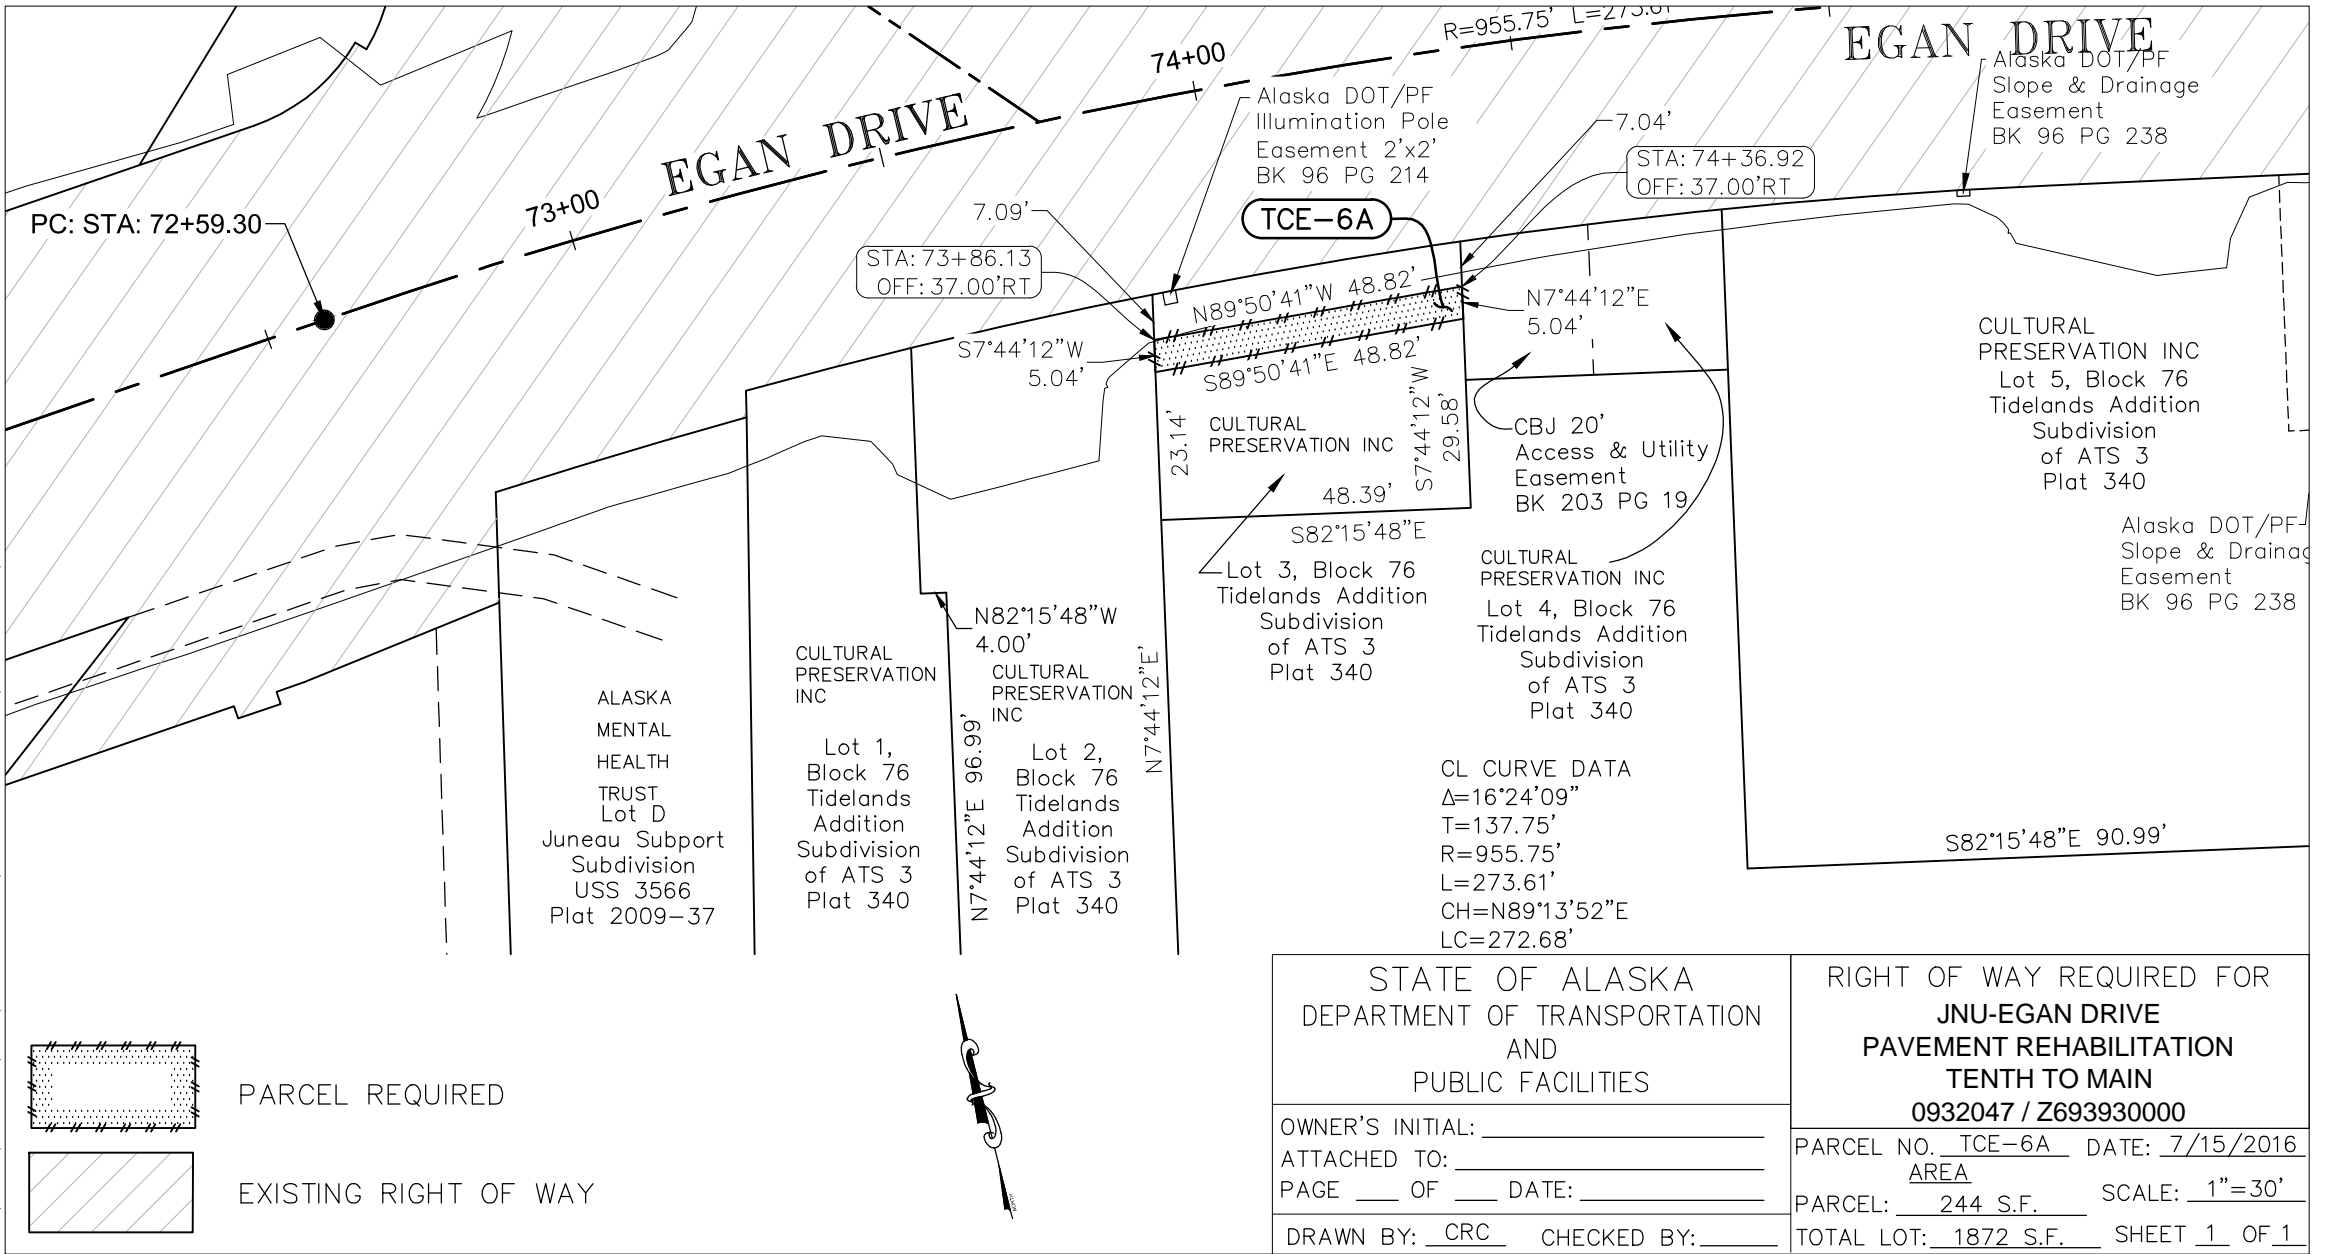 R=955.75' L=273.61'
EGAN DRIVE
74+00
Alaska DOT/PF
Slope & Drainage
Easement
BK 96 PG 238
Alaska DOT/PF
Illumination Pole
Easement 2'x2'
BK 96 PG 214
EGAN DRIVE
7.04'
STA: 74+36.92
OFF: 37.00'RT
73+00
PC: STA: 72+59.30
7.09'
TCE-6A
STA: 73+86.13
OFF: 37.00'RT
N89°50'41"W 48.82'
N7°44'12"E
5.04'
S7°44'12"W
5.04'
S89°50'41"E 48.82'
CULTURAL
PRESERVATION INC
Lot 5, Block 76
Tidelands Addition
Subdivision
of ATS 3
Plat 340
23.14'
CULTURAL
PRESERVATION INC
S7°44'12"W
29.58'
CBJ 20'
Access & Utility
Easement
BK 203 PG 19
48.39'
S82°15'48"E
Alaska DOT/PF
Slope & Drainag
Easement
BK 96 PG 238
Lot 3, Block 76
Tidelands Addition
Subdivision
of ATS 3
Plat 340
CULTURAL
PRESERVATION INC
Lot 4, Block 76
Tidelands Addition
Subdivision
of ATS 3
Plat 340
N82°15'48"W
4.00'
CULTURAL
PRESERVATION
INC
Lot 1,
Block 76
Tidelands
Addition
Subdivision
of ATS 3
Plat 340
N7°44'12"E 96.99'
CULTURAL
PRESERVATION
INC
Lot 2,
Block 76
Tidelands
Addition
Subdivision
of ATS 3
Plat 340
N7°44'12"E'
ALASKA
MENTAL
HEALTH
TRUST
Lot D
Juneau Subport
Subdivision
USS 3566
Plat 2009-37
CL CURVE DATA
Δ=16°24'09"
T=137.75'
R=955.75'
L=273.61'
CH=N89°13'52"E
LC=272.68'
S82°15'48"E 90.99'
PARCEL REQUIRED
EXISTING RIGHT OF WAY
NORTH
STATE OF ALASKA
DEPARTMENT OF TRANSPORTATION
AND
PUBLIC FACILITIES
OWNER'S INITIAL:
ATTACHED TO:
PAGE OF DATE:
DRAWN BY: CRC CHECKED BY:
RIGHT OF WAY REQUIRED FOR
JNU-EGAN DRIVE
PAVEMENT REHABILITATION
TENTH TO MAIN
0932047 / Z693930000
PARCEL NO. TCE-6A DATE: 7/15/2016
AREA
PARCEL: 244 S.F. SCALE: 1"=30'
TOTAL LOT: 1872 S.F. SHEET 1 OF 1